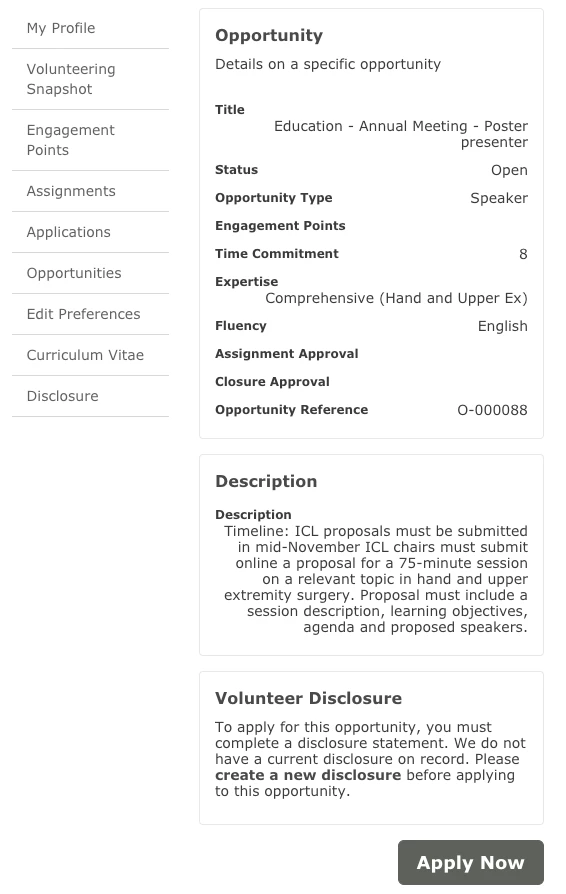 My Profile
Volunteering
Snapshot
Engagement
Points
Assignments
Applications
Opportunities
Edit Preferences
Curriculum Vitae
Disclosure
Opportunity
Details on a specific opportunity
Title
Education - Annual Meeting - Poster
presenter
Status Open
Opportunity Type Speaker
Engagement Points
Time Commitment 8
Expertise
Comprehensive (Hand and Upper Ex)
Fluency English
Assignment Approval
Closure Approval
Opportunity Reference O-000088
Description
Description
Timeline: ICL proposals must be submitted
in mid-November ICL chairs must submit
online a proposal for a 75-minute session
on a relevant topic in hand and upper
extremity surgery. Proposal must include a
session description, learning objectives,
agenda and proposed speakers.
Volunteer Disclosure
To apply for this opportunity, you must
complete a disclosure statement. We do not
have a current disclosure on record. Please
create a new disclosure before applying
to this opportunity.
Apply Now